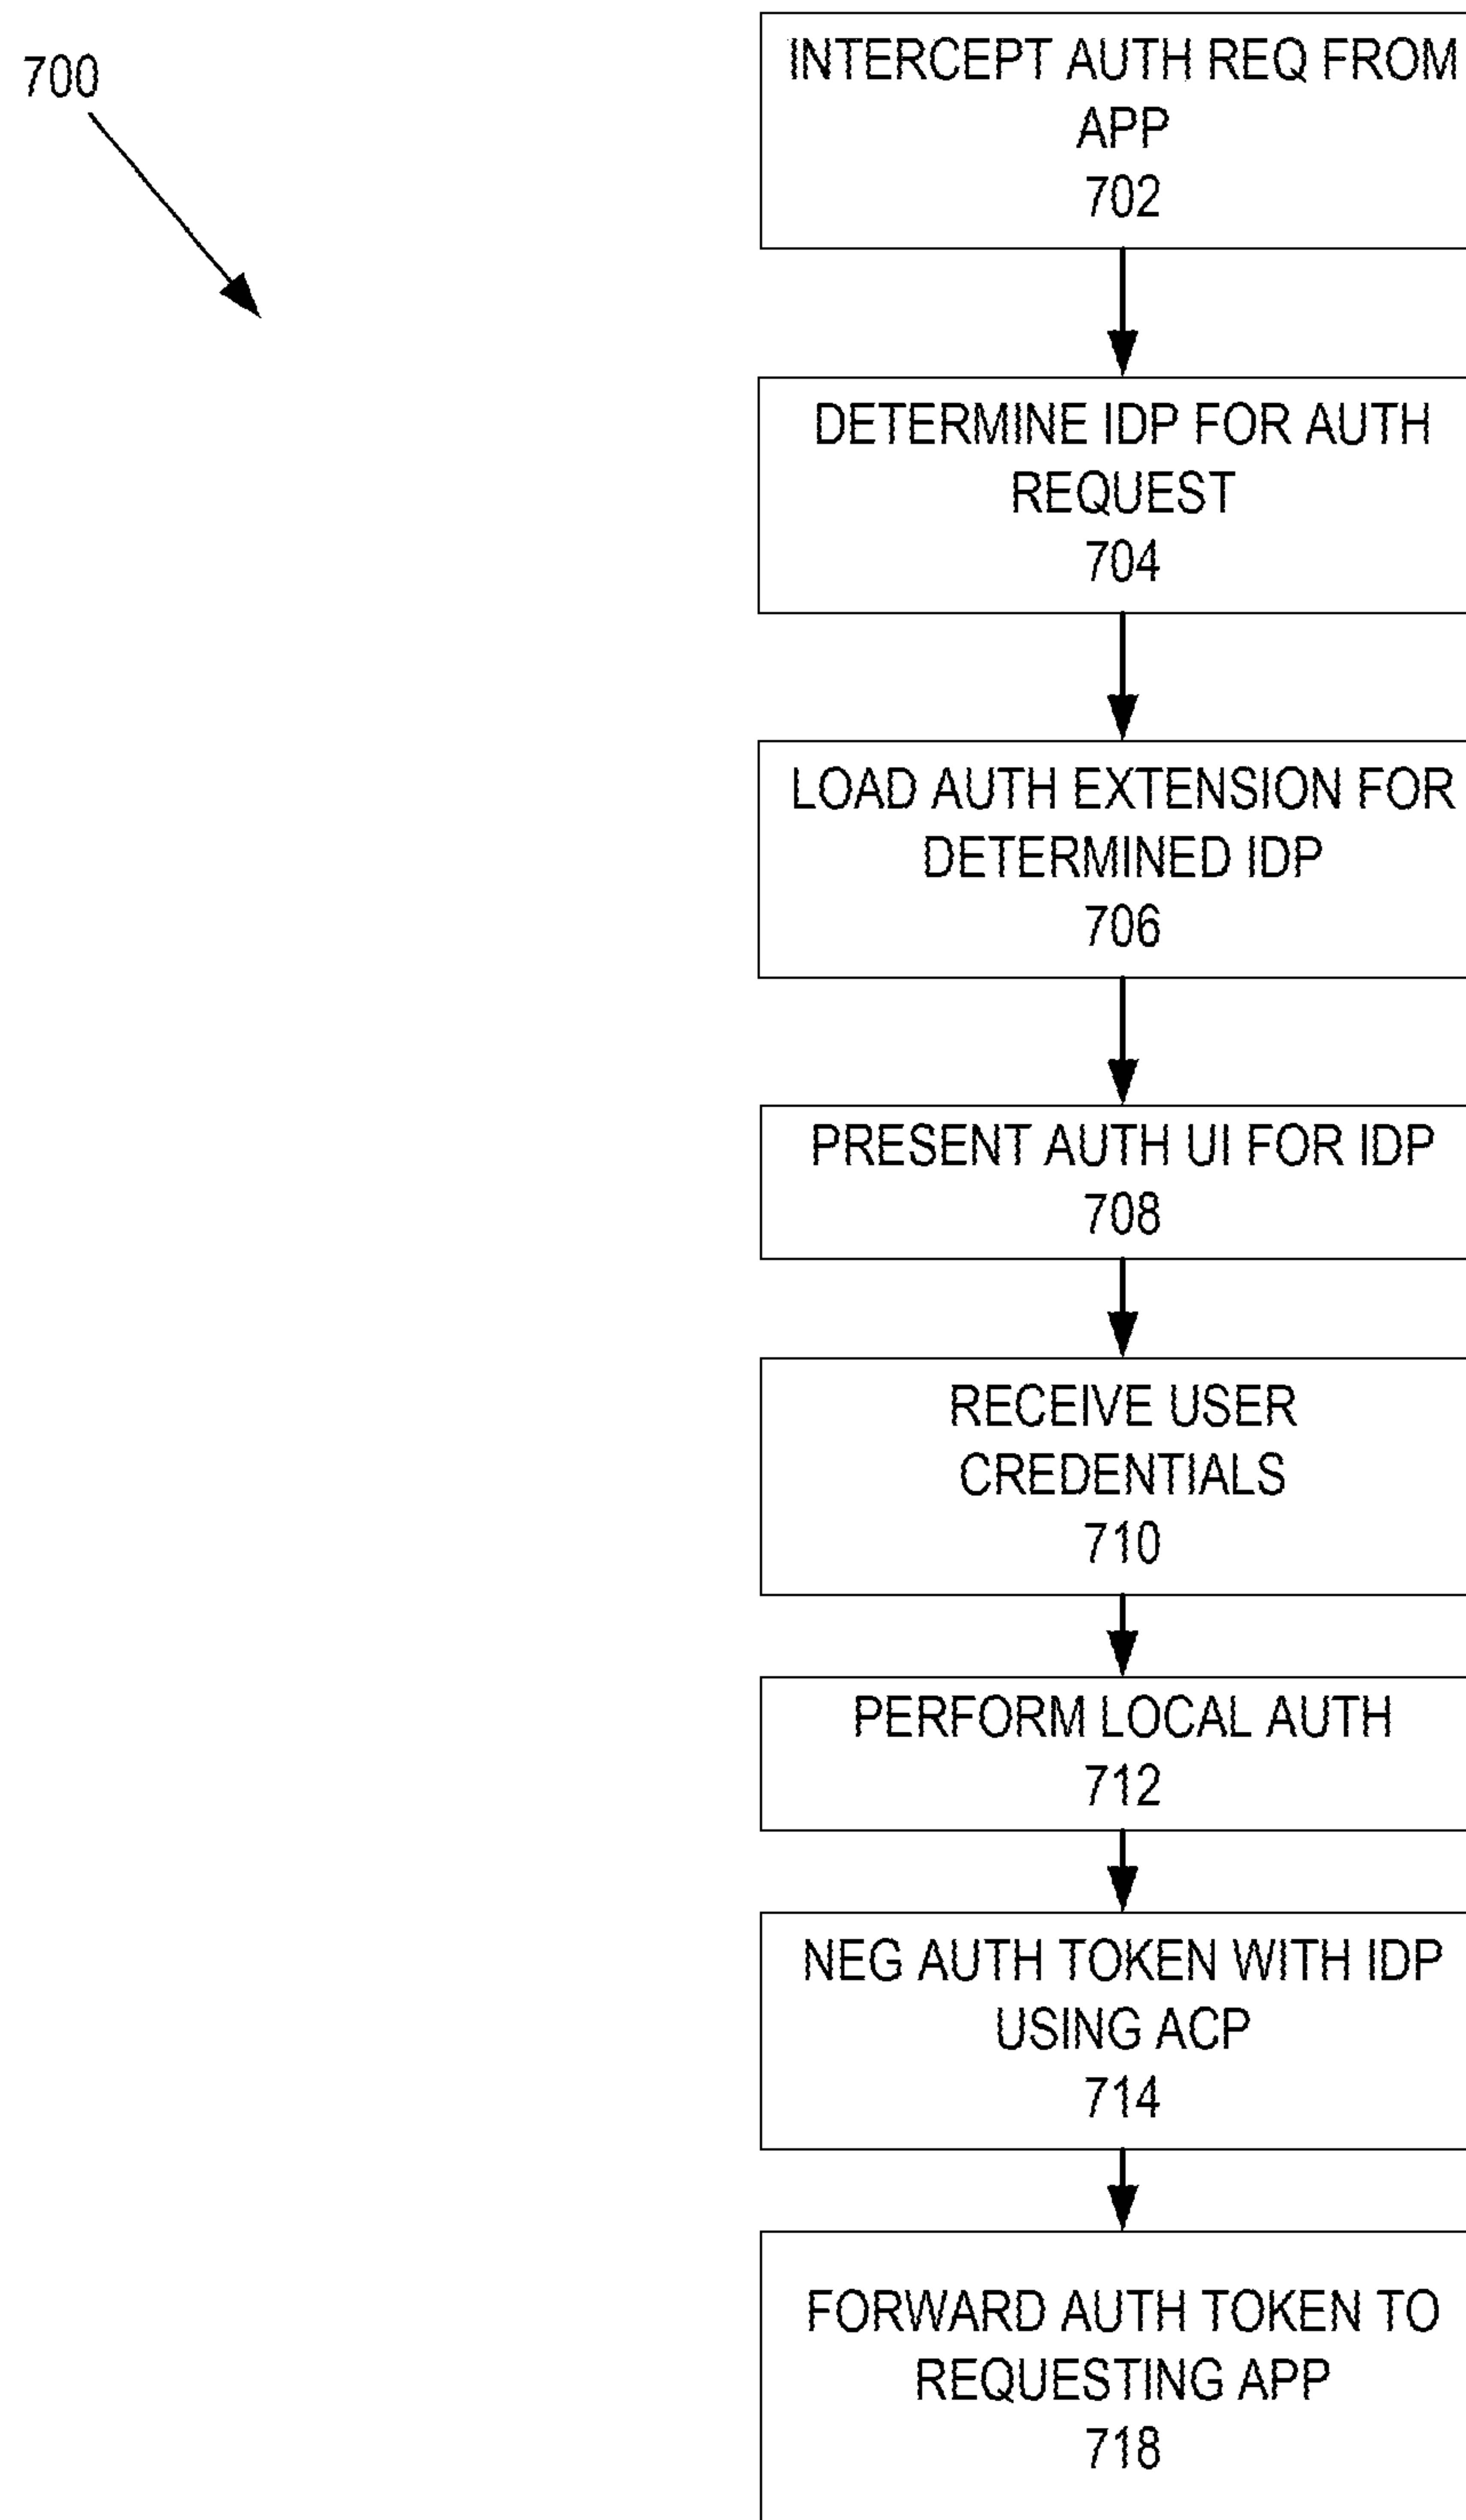 700
INTERCEPT AUTH REQ FROM
APP
702
DETERMINE IDP FOR AUTH
REQUEST
704
LOAD AUTH EXTENSION FOR
DETERMINED IDP
706
PRESENT AUTH UI FOR IDP
708
RECEIVE USER
CREDENTIALS
710
PERFORM LOCAL AUTH
712
NEG AUTH TOKEN WITH IDP
USING ACP
714
FORWARD AUTH TOKEN TO
REQUESTING APP
718